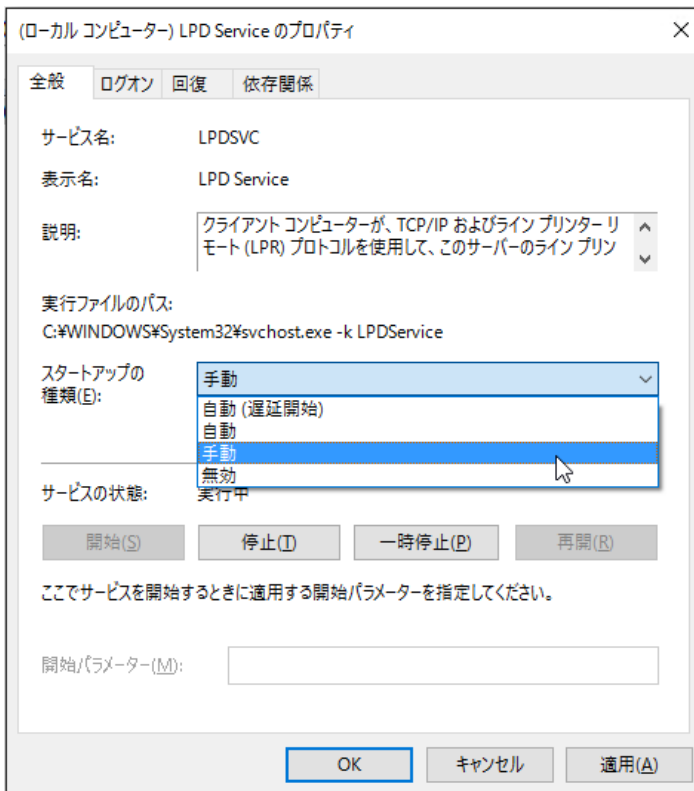 (ローカル コンピューター) LPD Service のプロパティ
全般 ログオン 回復 依存関係
サービス名: LPDSVC
表示名: LPD Service
説明: クライアント コンピューターが、TCP/IP およびライン プリンター リ
モート (LPR) プロトコルを使用して、このサーバーのライン プリン
実行ファイルのパス:
C:¥WINDOWS¥System32¥svchost.exe -k LPDService
スタートアップの
種類(E):
手動
自動 (遅延開始)
自動
手動
無効
サービスの状態: 実行中
開始(S) 停止(T) 一時停止(P) 再開(R)
ここでサービスを開始するときに適用する開始パラメーターを指定してください。
開始パラメーター(M):
OK キャンセル 適用(A)